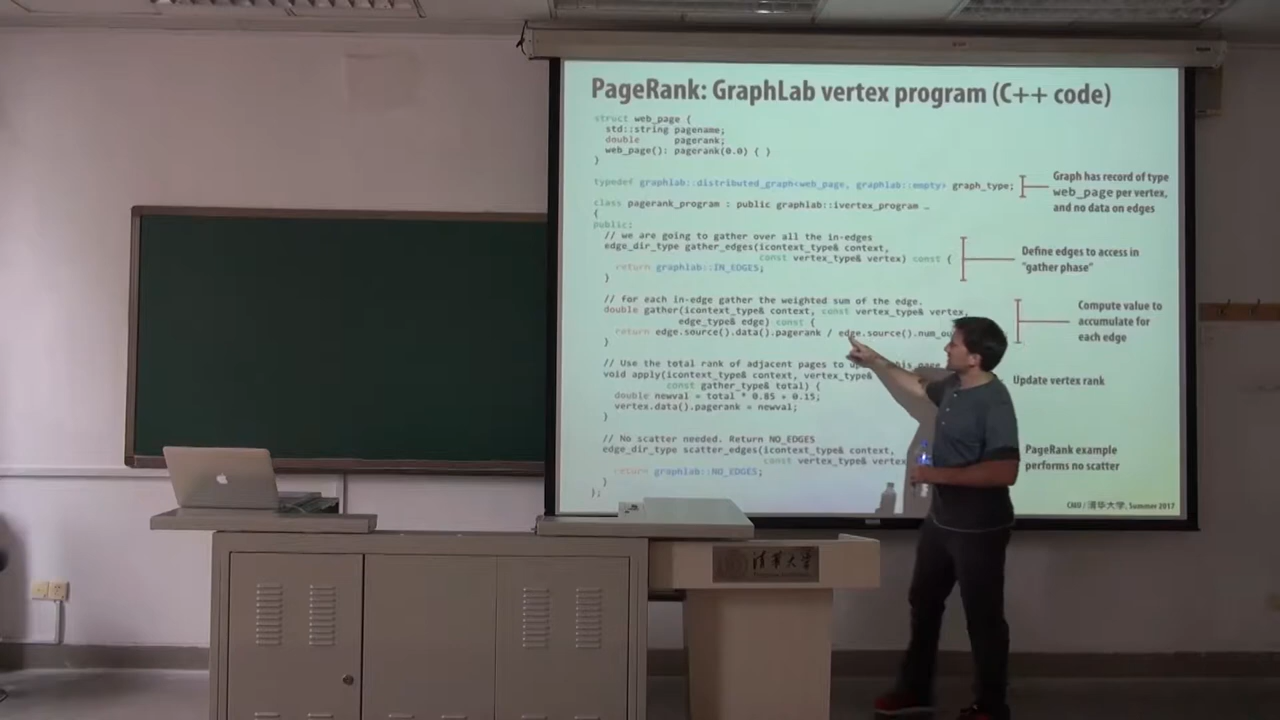 PageRank: GraphLab vertex program (C++ code)
struct web_page {
std::string pagename;
double pagerank;
web_page(): pagerank(0.0) { }
}
typedef graphlab::distributed_graph<web_page, graphlab::empty> graph_type;
Graph has record of type
web_page per vertex,
and no data on edges
class pagerank_program : public graphlab::ivertex_program …
{
public:
// we are going to gather over all the in-edges
edge_dir_type gather_edges(icontext_type& context,
const vertex_type& vertex) const {
return graphlab::IN_EDGES;
}
Define edges to access in
"gather phase"
// for each in-edge gather the weighted sum of the edge.
double gather(icontext_type& context, const vertex_type& vertex,
edge_type& edge) const {
return edge.source().data().pagerank / edge.source().num_
}
Compute value to
accumulate for
each edge
// Use the total rank of adjacent pages to this page
void apply(icontext_type& context, vertex_type&
const gather_type& total) {
double newval = total * 0.85 + 0.15;
vertex.data().pagerank = newval;
}
Update vertex rank
// No scatter needed. Return NO_EDGES
edge_dir_type scatter_edges(icontext_type& context,
const vertex_type& vertex
return graphlab::NO_EDGES;
}
};
PageRank example
performs no scatter
CMU / 清华大学, Summer 2017
清华大学